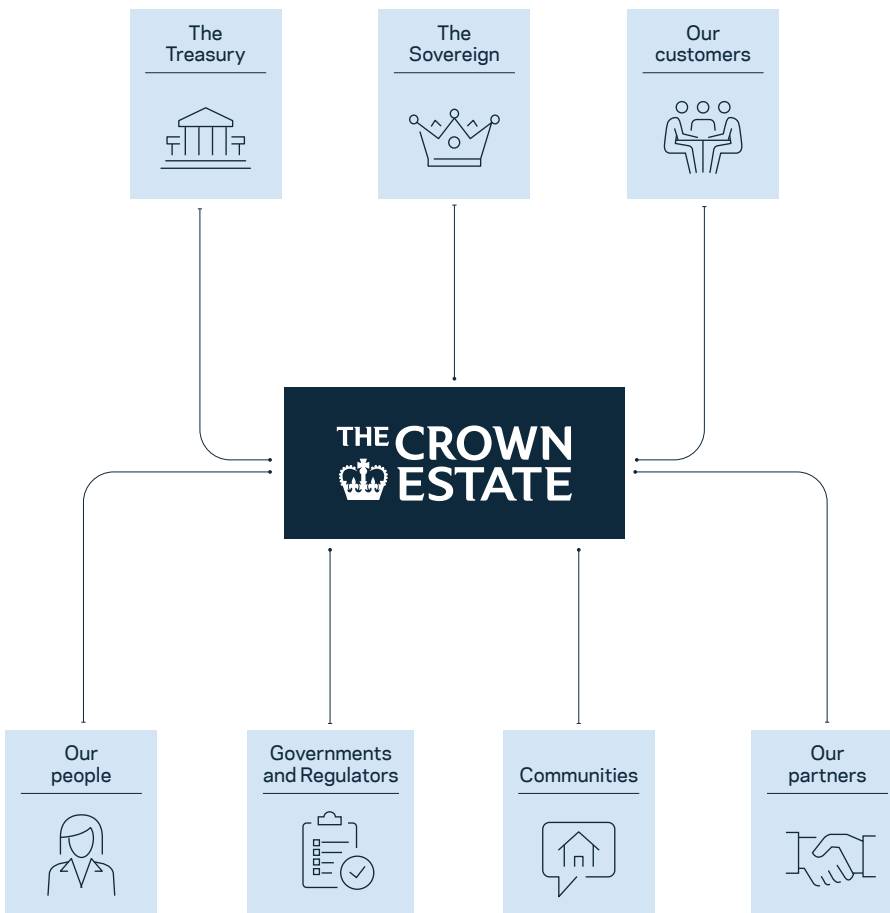 The
Treasury
The
Sovereign
Our
customers
THE CROWN
ESTATE
Our
people
Governments
and Regulators
Communities
Our
partners